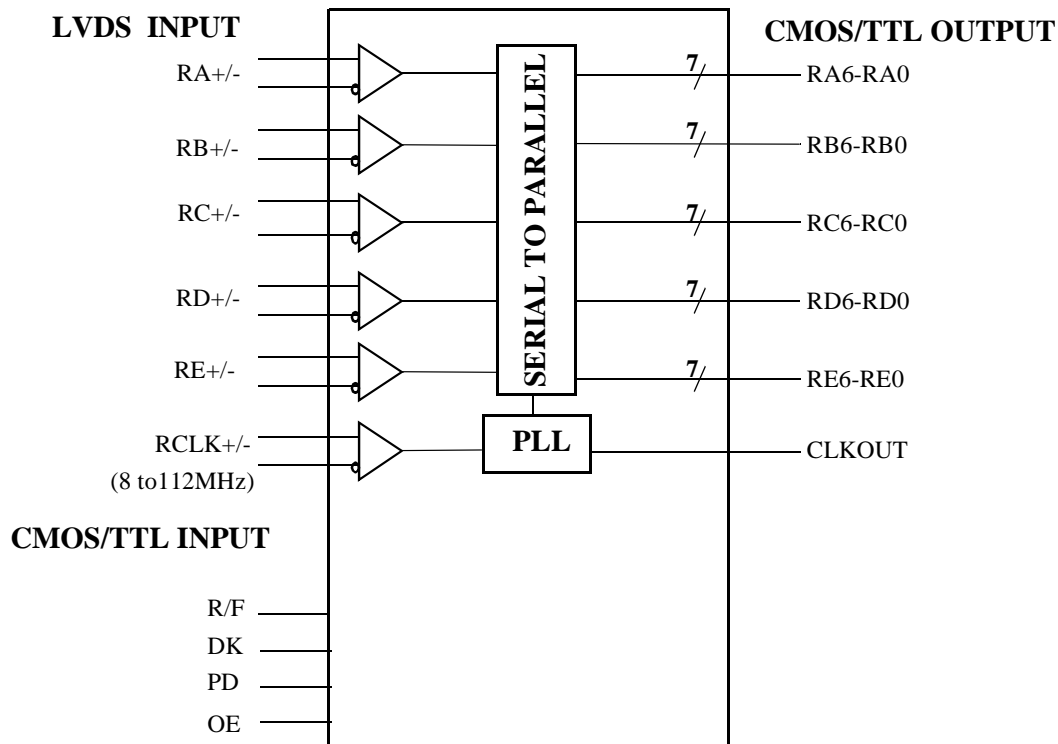 LVDS INPUT
CMOS/TTL OUTPUT
RA+/-
7
RA6-RA0
RB+/-
7
RB6-RB0
RC+/-
7
RC6-RC0
RD+/-
7
RD6-RD0
RE+/-
7
RE6-RE0
SERIAL TO PARALLEL
RCLK+/-
(8 to112MHz)
PLL
CLKOUT
CMOS/TTL INPUT
R/F
DK
PD
OE